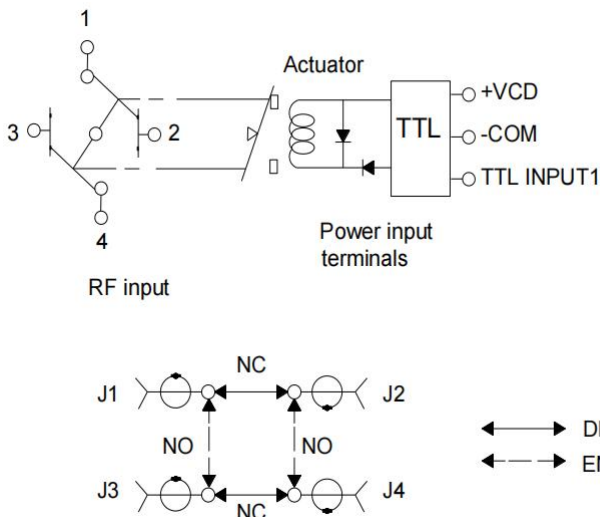 1
Actuator
+VCD
TTL
3
2
-COM
TTL INPUT1
4
Power input
terminals
RF input
NC
J1
J2
NO
NO
J3
J4
NC